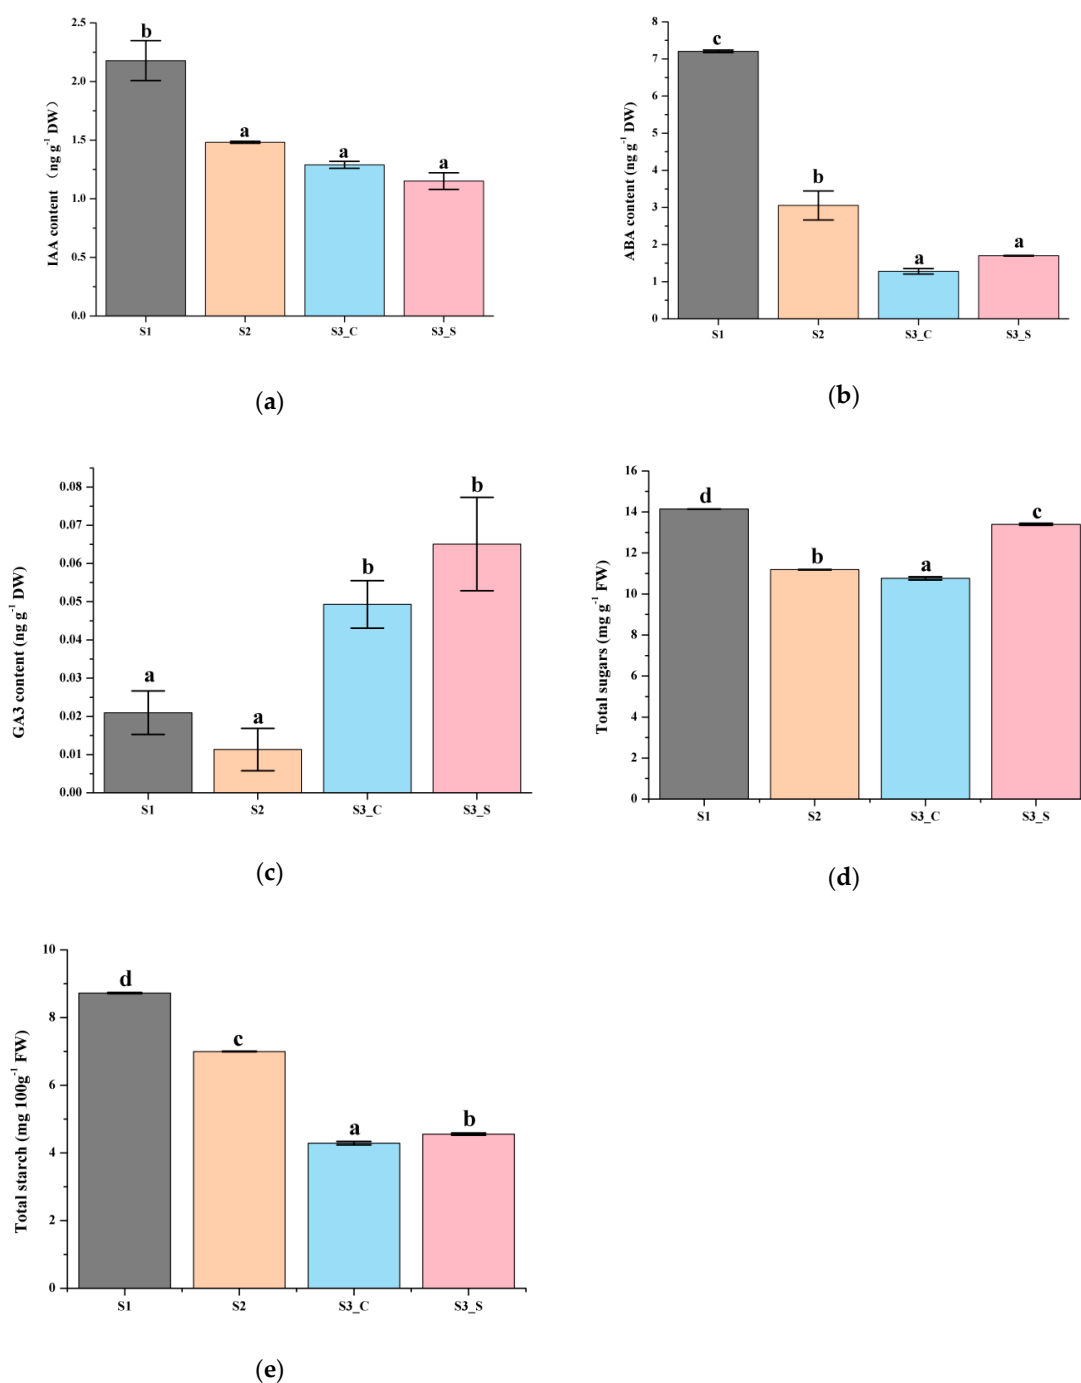 b
2.5
2.0
1.5
1.0
0.5
0.0
a
a
a
IAA content （ng g⁻¹ DW）
S1 S2 S3_C S3_S
(a)
c
8
7
6
5
4
3
2
1
0
b
a
a
ABA content (ng g⁻¹ DW)
S1 S2 S3_C S3_S
(b)
0.08
0.07
0.06
0.05
0.04
0.03
0.02
0.01
0.00
a
a
b
b
GA3 content (ng g⁻¹ DW)
S1 S2 S3_C S3_S
(c)
16
14
12
10
8
6
4
2
0
d
b
a
c
Total sugars (mg g⁻¹ FW)
S1 S2 S3_C S3_S
(d)
10
8
6
4
2
0
d
c
a
b
Total starch (mg 100g⁻¹ FW)
S1 S2 S3_C S3_S
(e)